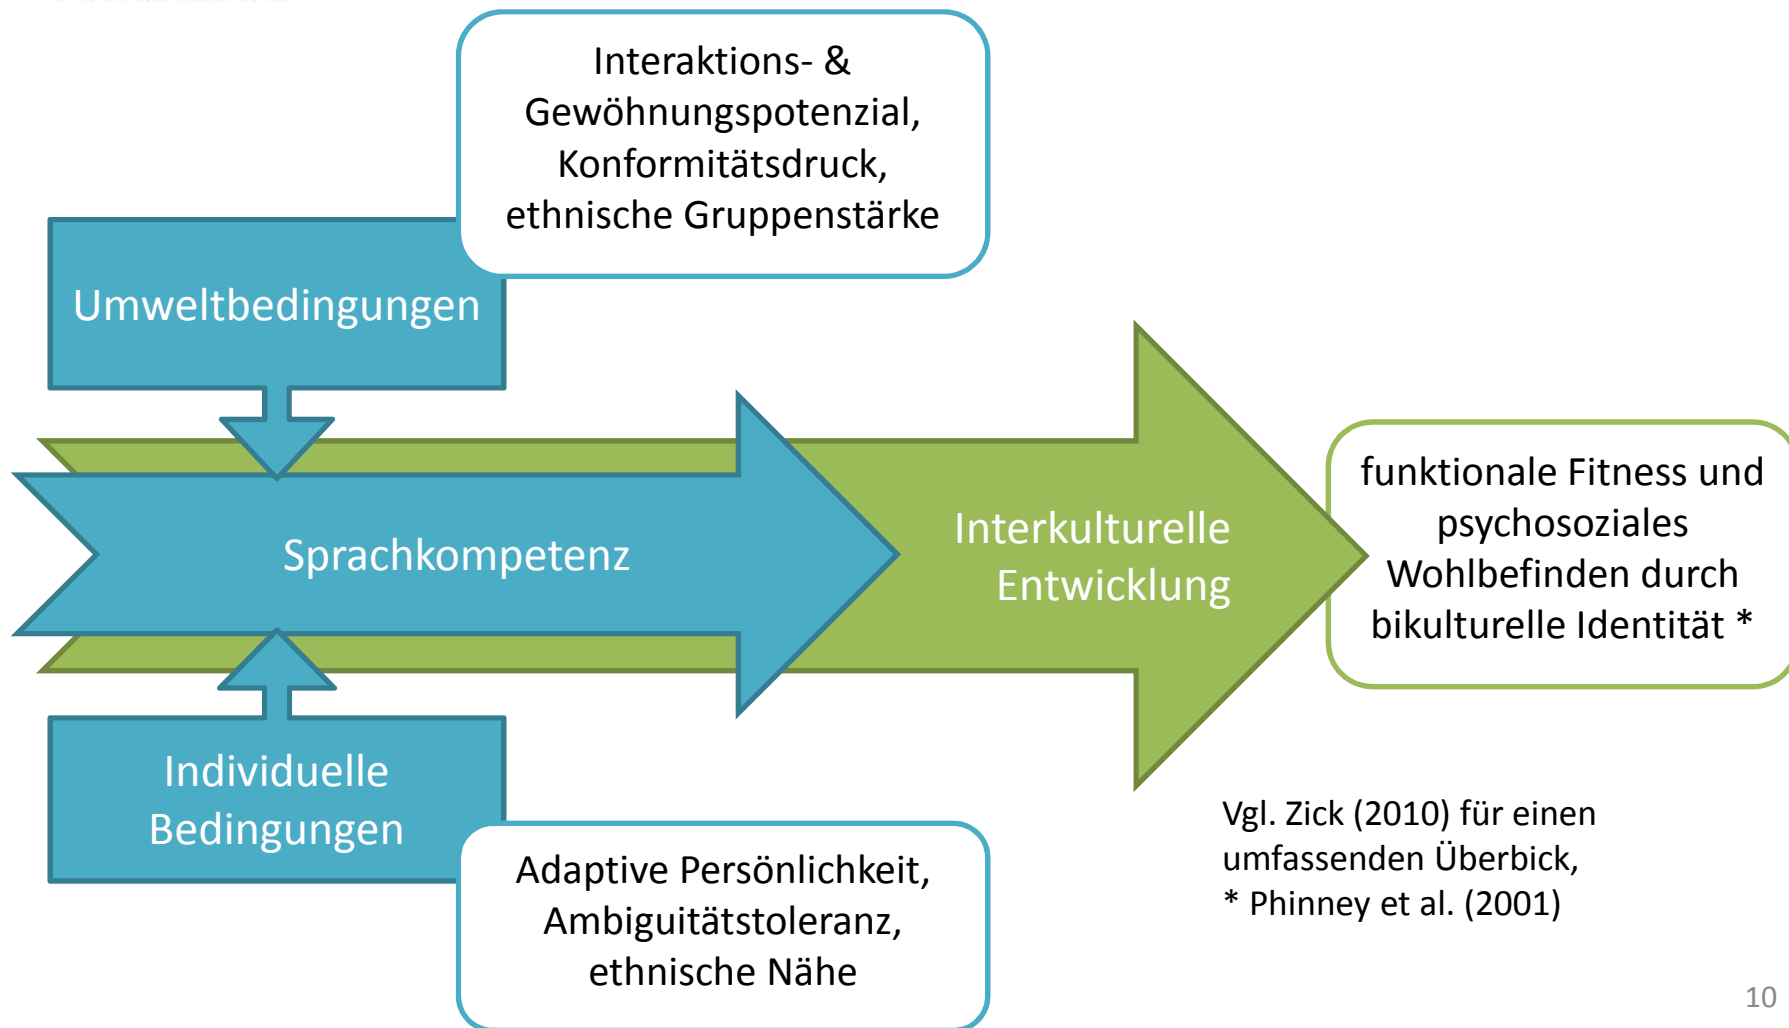 Interaktions- &
Gewöhnungspotenzial,
Konformitätsdruck,
ethnische Gruppenstärke
Umweltbedingungen
Sprachkompetenz
Interkulturelle
Entwicklung
funktionale Fitness und
psychosoziales
Wohlbefinden durch
bikulturelle Identität *
Individuelle
Bedingungen
Adaptive Persönlichkeit,
Ambiguitätstoleranz,
ethnische Nähe
Vgl. Zick (2010) für einen
umfassenden Überbick,
* Phinney et al. (2001)
10